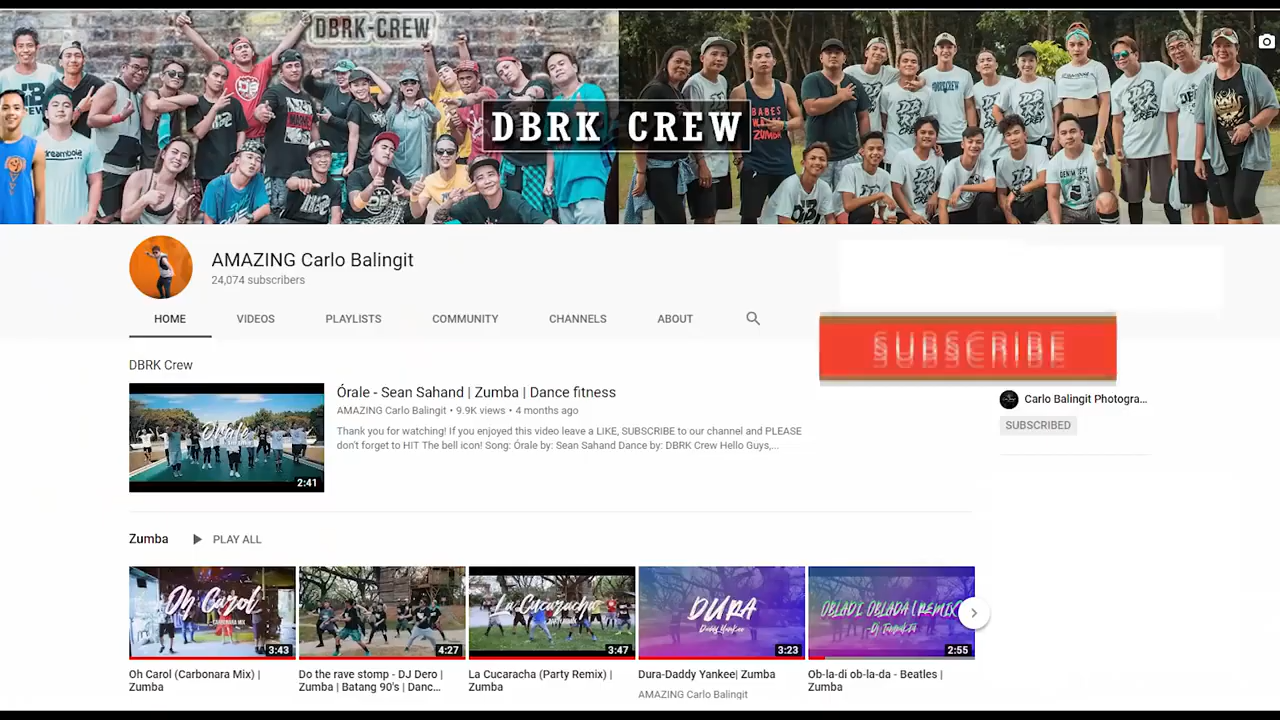 DBRK-CREW
DBRK CREW
AMAZING Carlo Balingit
24,074 subscribers
HOME VIDEOS PLAYLISTS COMMUNITY CHANNELS ABOUT
SUBSCRIBE
DBRK Crew
Órale - Sean Sahand | Zumba | Dance fitness
AMAZING Carlo Balingit • 9.9K views • 4 months ago
Thank you for watching! If you enjoyed this video leave a LIKE, SUBSCRIBE to our channel and PLEASE
don't forget to HIT The bell icon! Song: Órale by: Sean Sahand Dance by: DBRK Crew Hello Guys,...
Órale
2:41
Carlo Balingit Photogra...
SUBSCRIBED
Zumba PLAY ALL
Oh Carol
CARBONARA MIX
3:43
4:27
La Cucaracha
3:47
DURA
Daddy Yankee
3:23
OBLADI OBLADA (REMIX)
2:55
Oh Carol (Carbonara Mix) |
Zumba
Do the rave stomp - DJ Dero |
Zumba | Batang 90's | Danc...
La Cucaracha (Party Remix) |
Zumba
Dura-Daddy Yankee| Zumba
AMAZING Carlo Balingit
Ob-la-di ob-la-da - Beatles |
Zumba